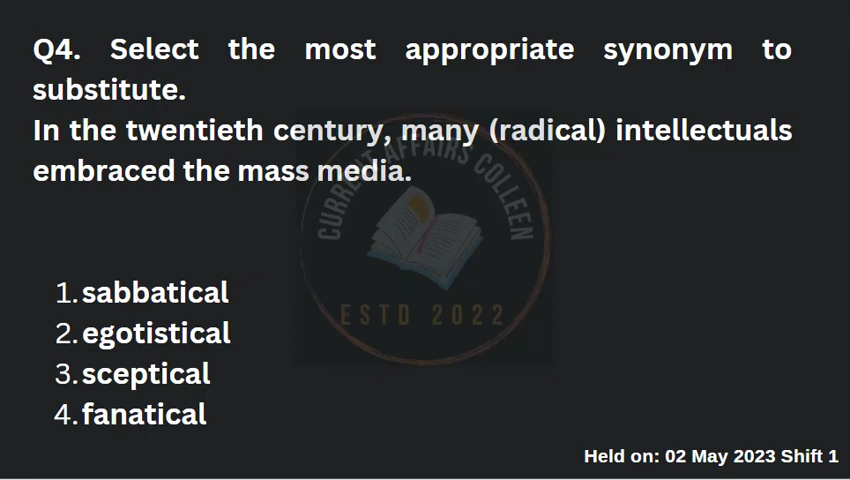 Q4. Select the most appropriate synonym to
substitute.
In the twentieth century, many (radical) intellectuals
embraced the mass media.
CURRENT AFFAIRS COLLEEN
ESTD 2022
1. sabbatical
2. egotistical
3. sceptical
4. fanatical
Held on: 02 May 2023 Shift 1